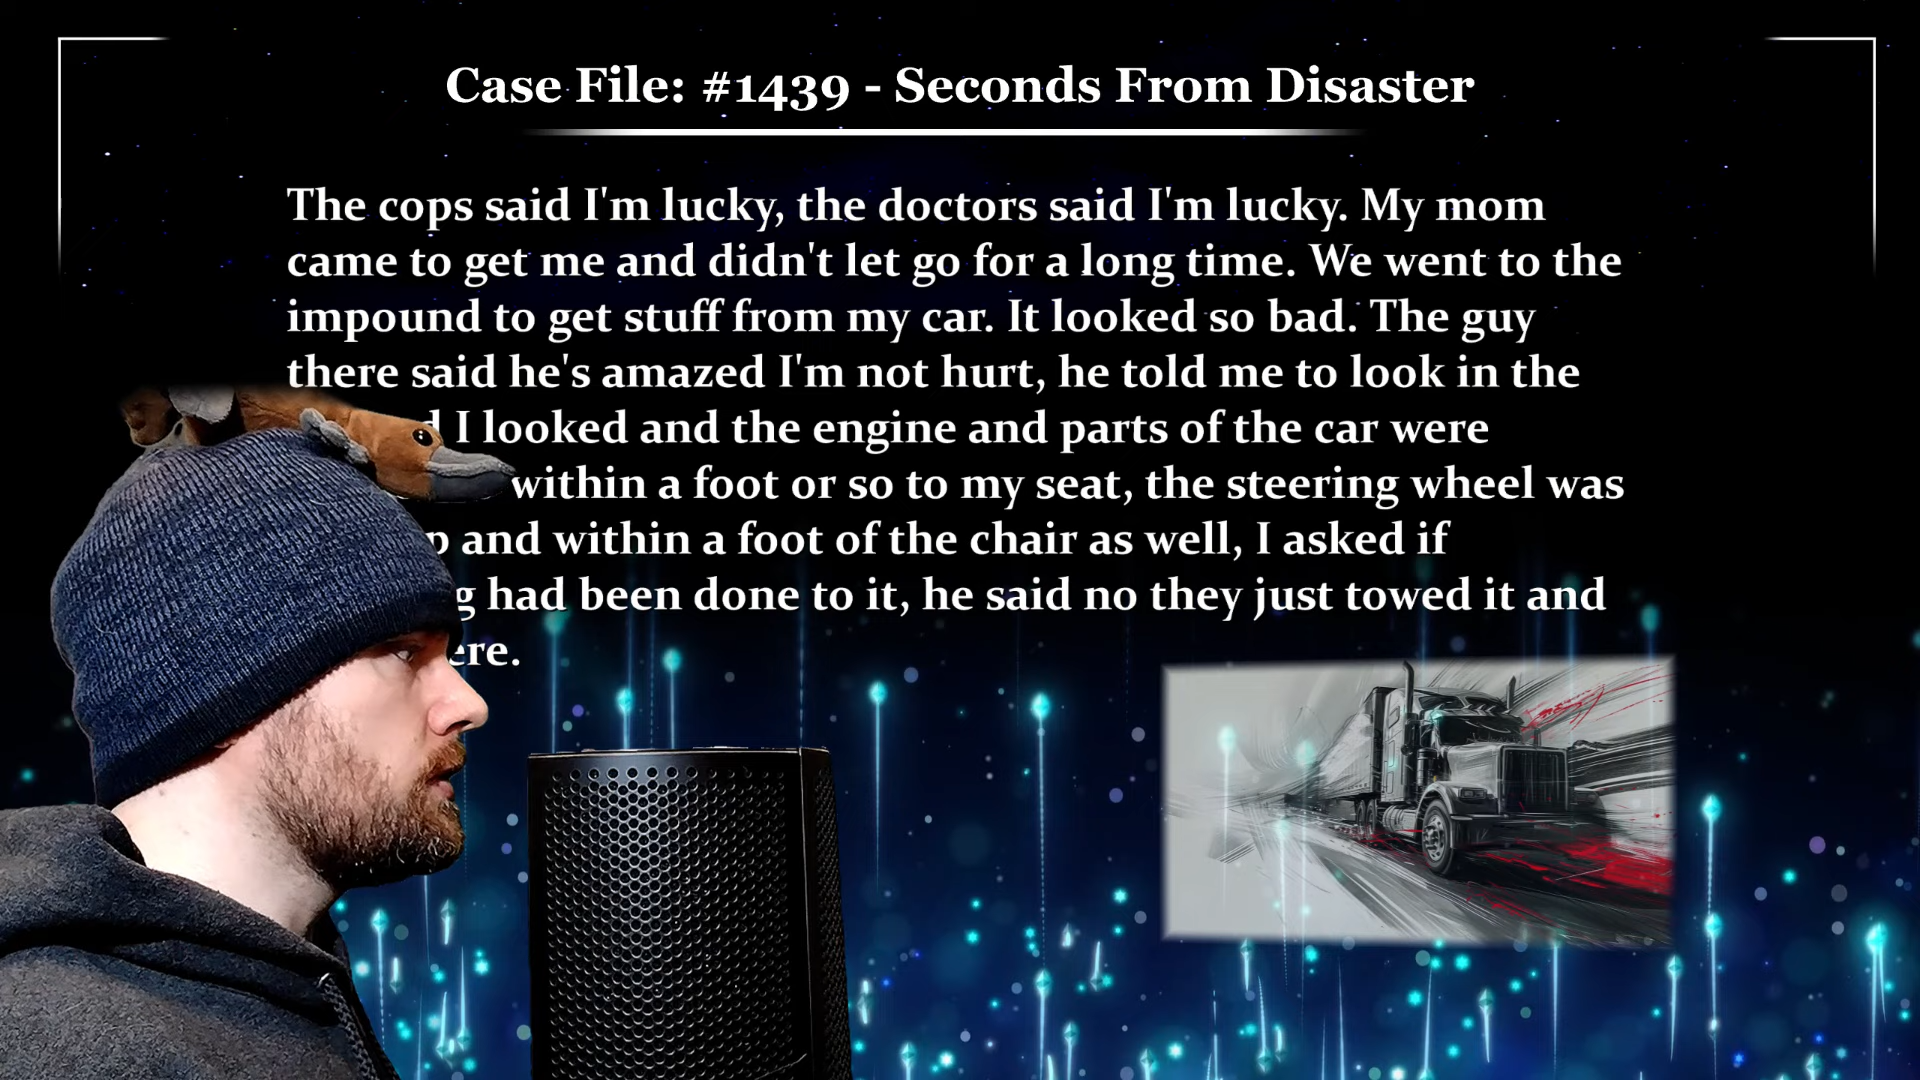 Case File: #1439 - Seconds From Disaster
The cops said I'm lucky, the doctors said I'm lucky. My mom
came to get me and didn't let go for a long time. We went to the
impound to get stuff from my car. It looked so bad. The guy
there said he's amazed I'm not hurt, he told me to look in the
I looked and the engine and parts of the car were
within a foot or so to my seat, the steering wheel was
and within a foot of the chair as well, I asked if
had been done to it, he said no they just towed it and